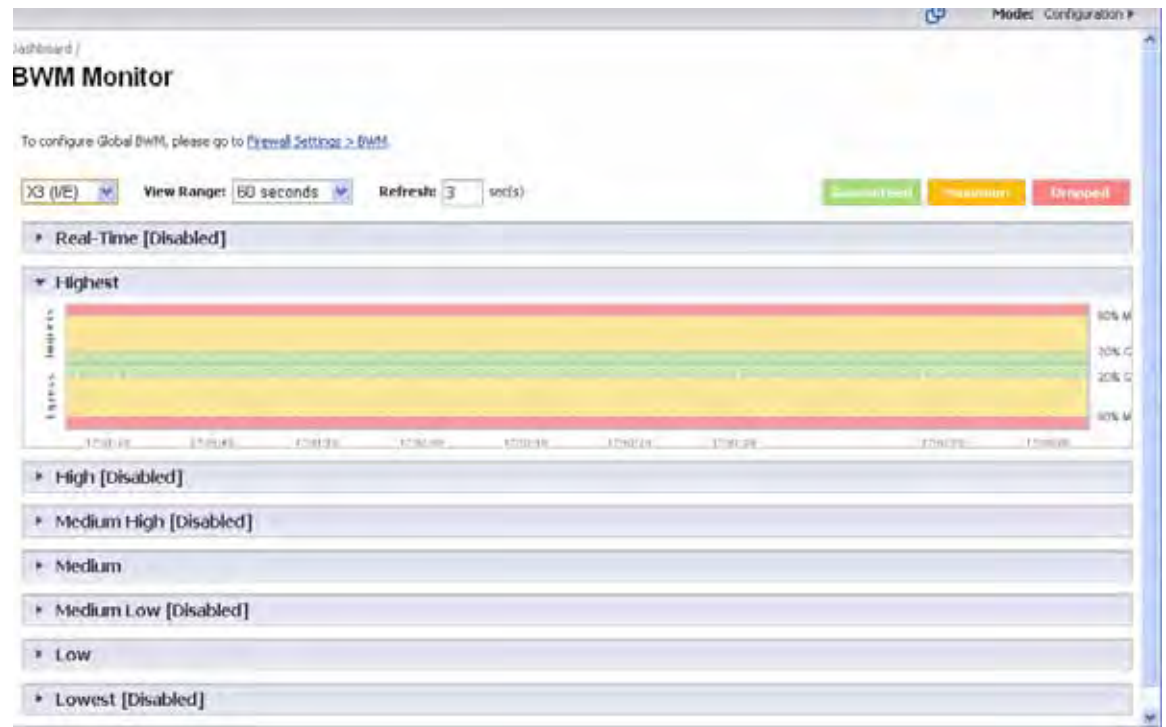 Mode: Configuration
Dashboard /
BWM Monitor
To configure Global BWM, please go to Firewall Settings > BWM.
X3 (I/E) View Range: 60 seconds Refresh: 3 sec(s) Guaranteed Maximum Dropped
Real-Time [Disabled]
Highest
Ingress
Egress
20% G
High [Disabled]
Medium High [Disabled]
Medium
Medium Low [Disabled]
Low
Lowest [Disabled]